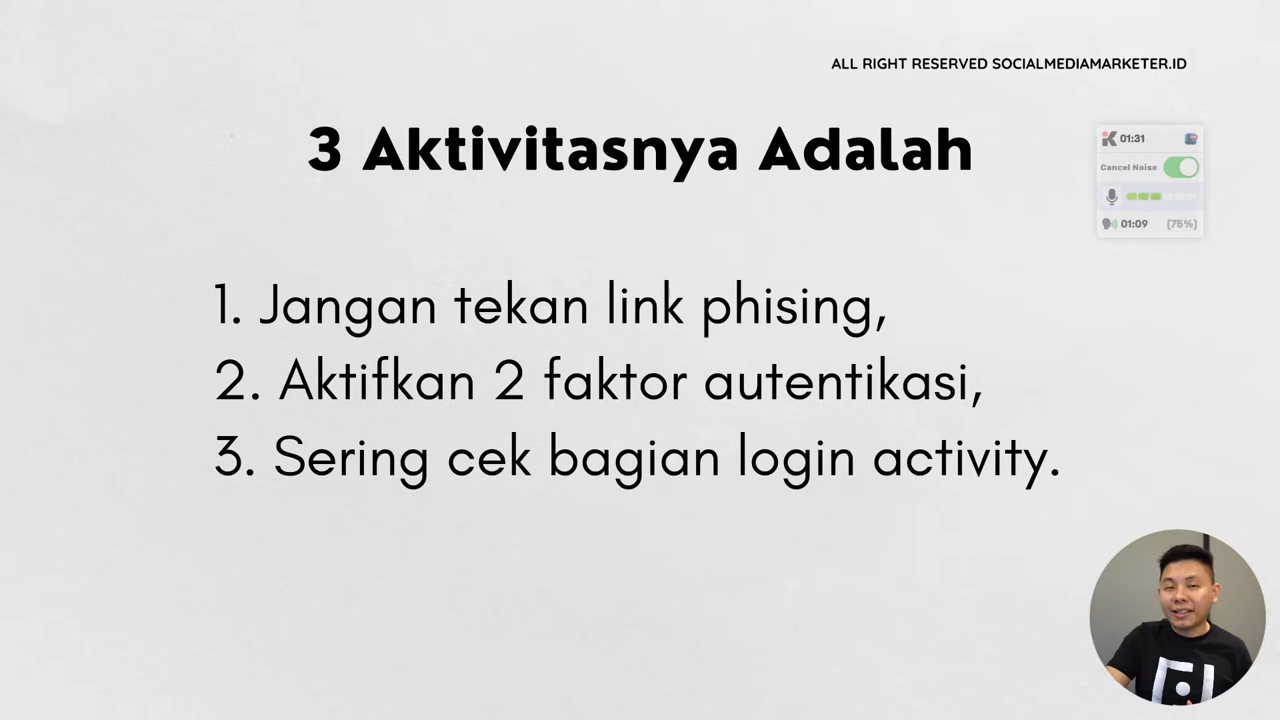 ALL RIGHT RESERVED SOCIALMEDIAMARKETER.ID
3 Aktivitasnya Adalah
01:31
Cancel Noise
01:09 (75%)
1. Jangan tekan link phising,
2. Aktifkan 2 faktor autentikasi,
3. Sering cek bagian login activity.